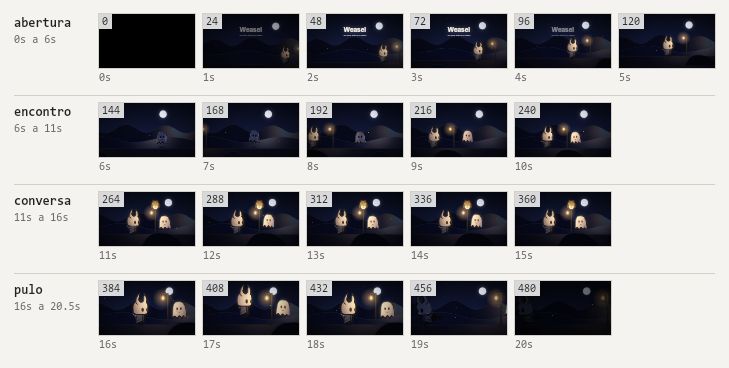 abertura
0s a 6s
0 24 48 72 96 120
Weasel Weasel Weasel Weasel
0s 1s 2s 3s 4s 5s
encontro
6s a 11s
144 168 192 216 240
6s 7s 8s 9s 10s
conversa
11s a 16s
264 288 312 336 360
11s 12s 13s 14s 15s
pulo
16s a 20.5s
384 408 432 456 480
16s 17s 18s 19s 20s